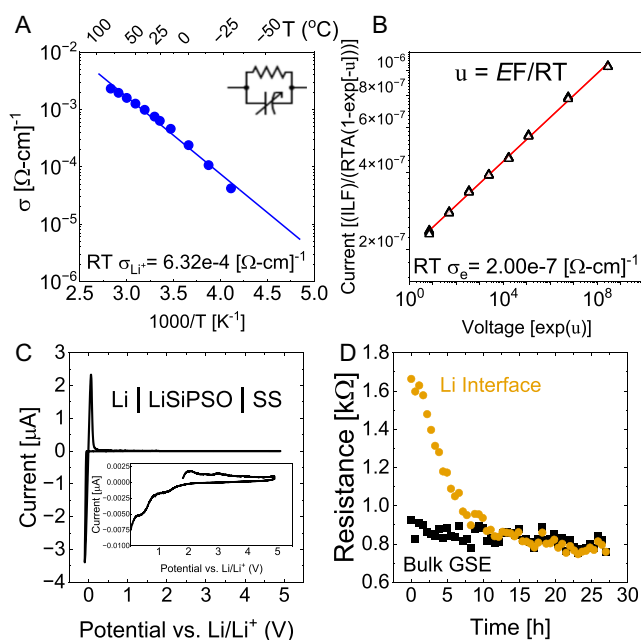 A
100 50 25 0 -25 -50 T (°C)
10⁻²
10⁻³
10⁻⁴
10⁻⁵
10⁻⁶
σ [Ω-cm]⁻¹
RT σLi⁺= 6.32e-4 [Ω-cm]⁻¹
2.5 3.0 3.5 4.0 4.5 5.0
1000/T [K⁻¹]
B
10⁻⁶
8×10⁻⁷
6×10⁻⁷
4×10⁻⁷
2×10⁻⁷
Current [(ILF)/(RTA(1-exp[-u]))]
u = EF/RT
RT σe = 2.00e-7 [Ω-cm]⁻¹
10⁰ 10⁴ 10⁸
Voltage [exp(u)]
C
3
2
1
0
-1
-2
-3
-4
Current [µA]
Li | LiSiPSO | SS
0.0025
0.0000
-0.0025
-0.0050
-0.0075
-0.0100
Current [µA]
1 2 3 4 5
Potential vs. Li/Li⁺ (V)
0 1 2 3 4 5
Potential vs. Li/Li⁺ (V)
D
1.8
1.6
1.4
1.2
1.0
0.8
0.6
Resistance [kΩ]
Li Interface
Bulk GSE
0 5 10 15 20 25 30
Time [h]